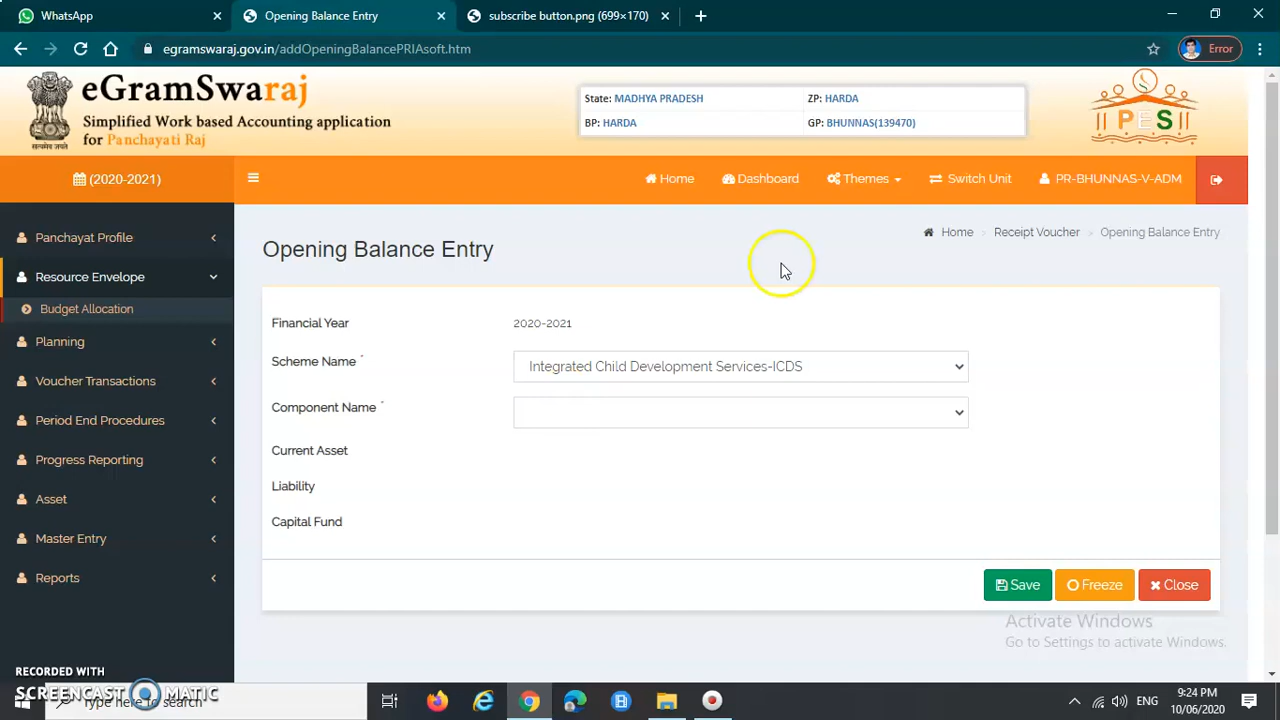 WhatsApp
Opening Balance Entry
subscribe button.png (699×170)
egramswaraj.gov.in/addOpeningBalancePRIAsoft.htm
Error
eGramSwaraj
Simplified Work based Accounting application
for Panchayati Raj
सत्यमेव जयते
State: MADHYA PRADESH
ZP: HARDA
BP: HARDA
GP: BHUNNAS(139470)
PES
(2020-2021)
Home
Dashboard
Themes
Switch Unit
PR-BHUNNAS-V-ADM
Panchayat Profile
Resource Envelope
Budget Allocation
Planning
Voucher Transactions
Period End Procedures
Progress Reporting
Asset
Master Entry
Reports
Opening Balance Entry
Home > Receipt Voucher > Opening Balance Entry
Financial Year
2020-2021
Scheme Name *
Integrated Child Development Services-ICDS
Component Name *
Current Asset
Liability
Capital Fund
Save
Freeze
Close
Activate Windows
Go to Settings to activate Windows.
RECORDED WITH
SCREENCAST MATIC
Type here to search
ENG
9:24 PM
10/06/2020